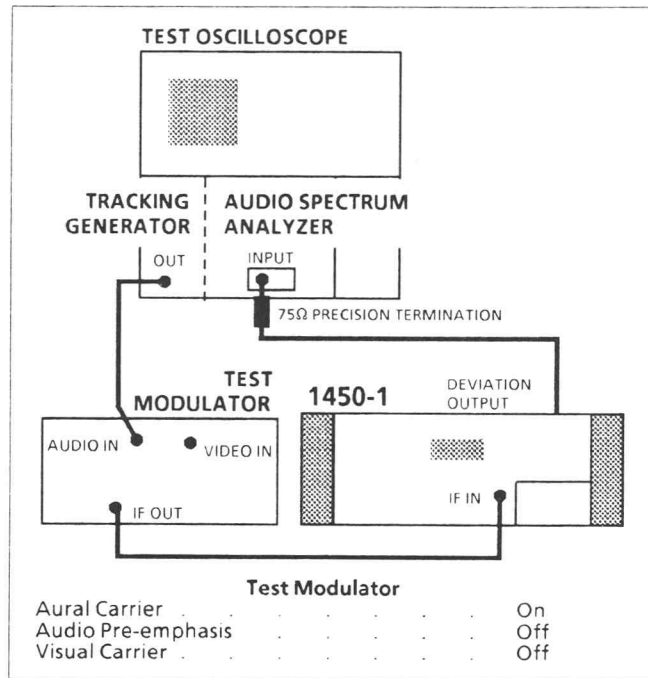 TEST OSCILLOSCOPE
TRACKING GENERATOR
AUDIO SPECTRUM ANALYZER
OUT
INPUT
75Ω PRECISION TERMINATION
TEST MODULATOR
1450-1
DEVIATION OUTPUT
AUDIO IN
VIDEO IN
IF IN
IF OUT
Test Modulator
Aural Carrier . . . . . . . On
Audio Pre-emphasis . . . . . . Off
Visual Carrier . . . . . . . Off